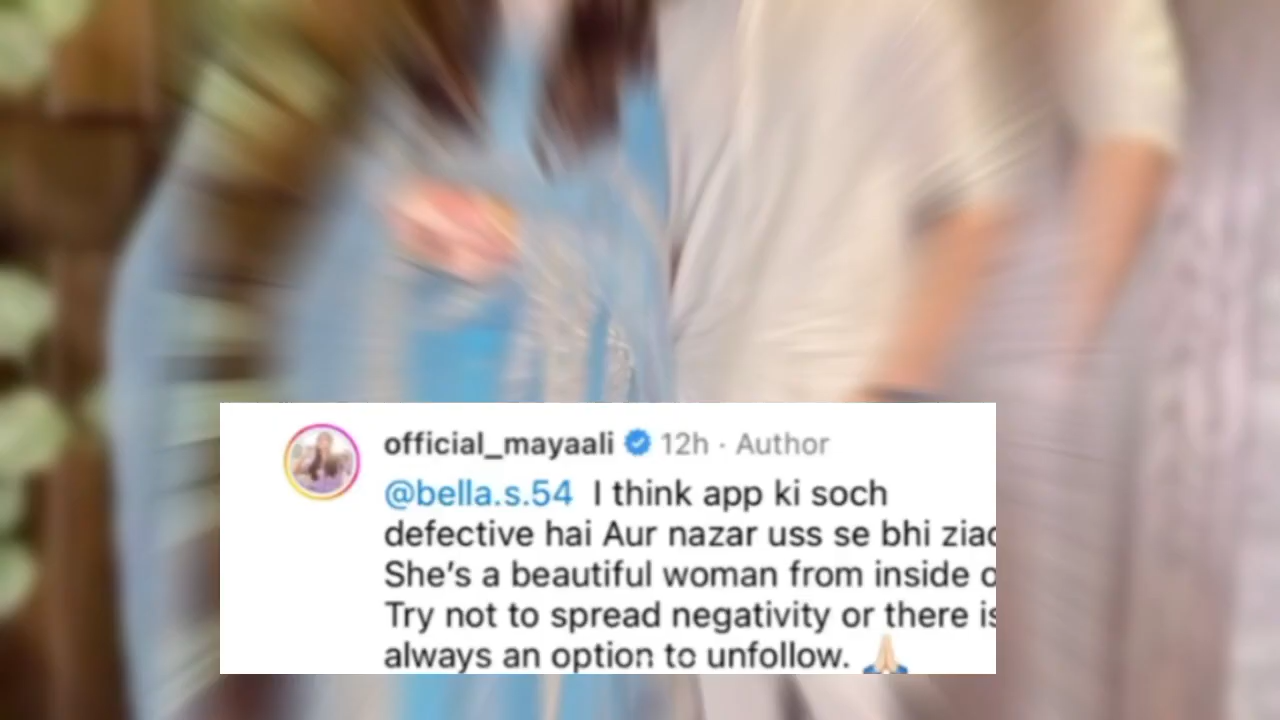 official_mayaali 12h · Author
@bella.s.54 I think app ki soch
defective hai Aur nazar uss se bhi
She's a beautiful woman from inside
Try not to spread negativity or there is
always an option to unfollow. 🙏🏻